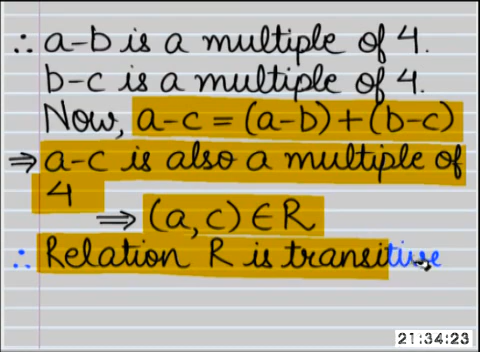 ∴ a-b is a multiple of 4.
b-c is a multiple of 4.
Now, a-c = (a-b)+(b-c)
⇒ a-c is also a multiple of
4
⇒ (a,c) ∈ R
∴ Relation R is transitive
21:34:23